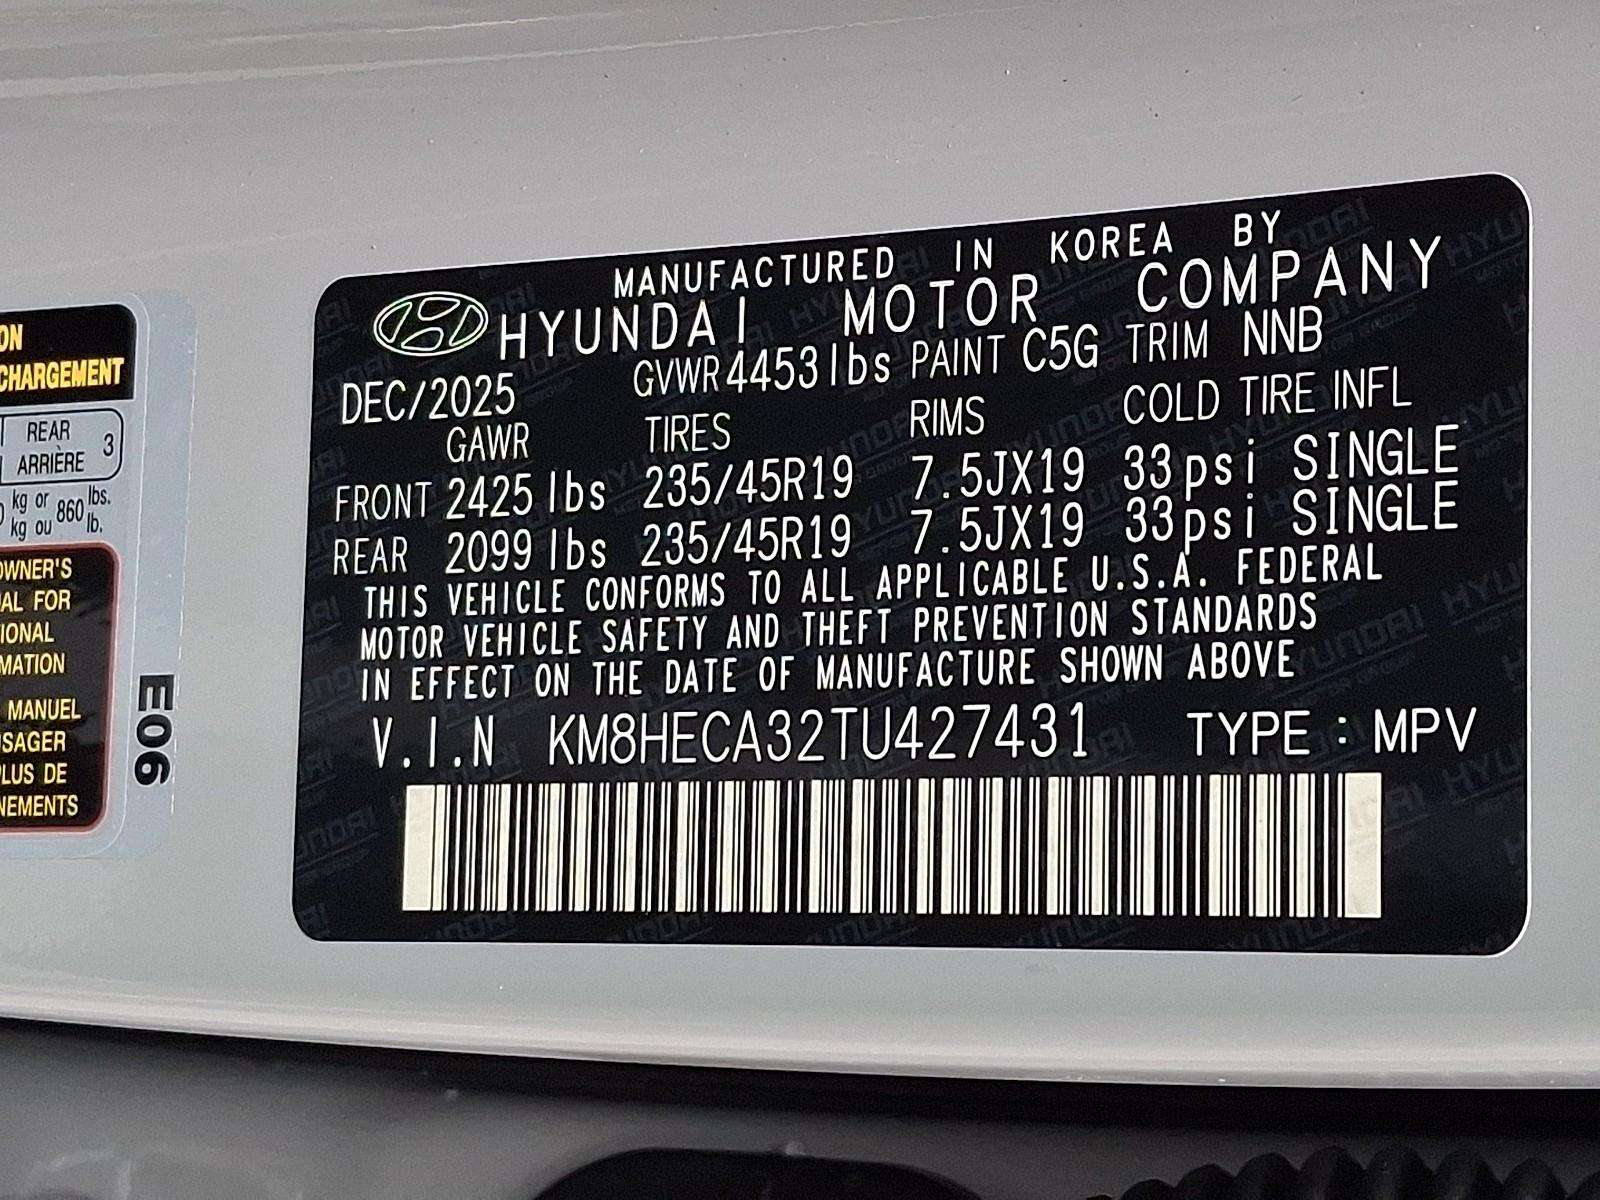 MANUFACTURED IN KOREA BY
HYUNDAI MOTOR COMPANY
DEC/2025 GVWR 4453 lbs PAINT C5G TRIM NNB
GAWR TIRES RIMS COLD TIRE INFL
FRONT 2425 lbs 235/45R19 7.5JX19 33psi SINGLE
REAR 2099 lbs 235/45R19 7.5JX19 33psi SINGLE
THIS VEHICLE CONFORMS TO ALL APPLICABLE U.S.A. FEDERAL
MOTOR VEHICLE SAFETY AND THEFT PREVENTION STANDARDS
IN EFFECT ON THE DATE OF MANUFACTURE SHOWN ABOVE
V.I.N KM8HECA32TU427431 TYPE : MPV
ON
CHARGEMENT
REAR 3
ARRIÈRE
kg or 860 lbs.
kg ou lb.
OWNER'S
AL FOR
IONAL
MATION
MANUEL
SAGER
PLUS DE
NEMENTS
E06